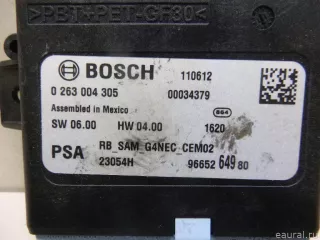 >PBT+PET-GF30<
BOSCH 110612
0 263 004 305 00034379
Assembled in Mexico 864
SW 06.00 HW 04.00 1620
PSA RB_SAM_G4NEC_CEM02
23054H 96652 649 80
© eaural.ru